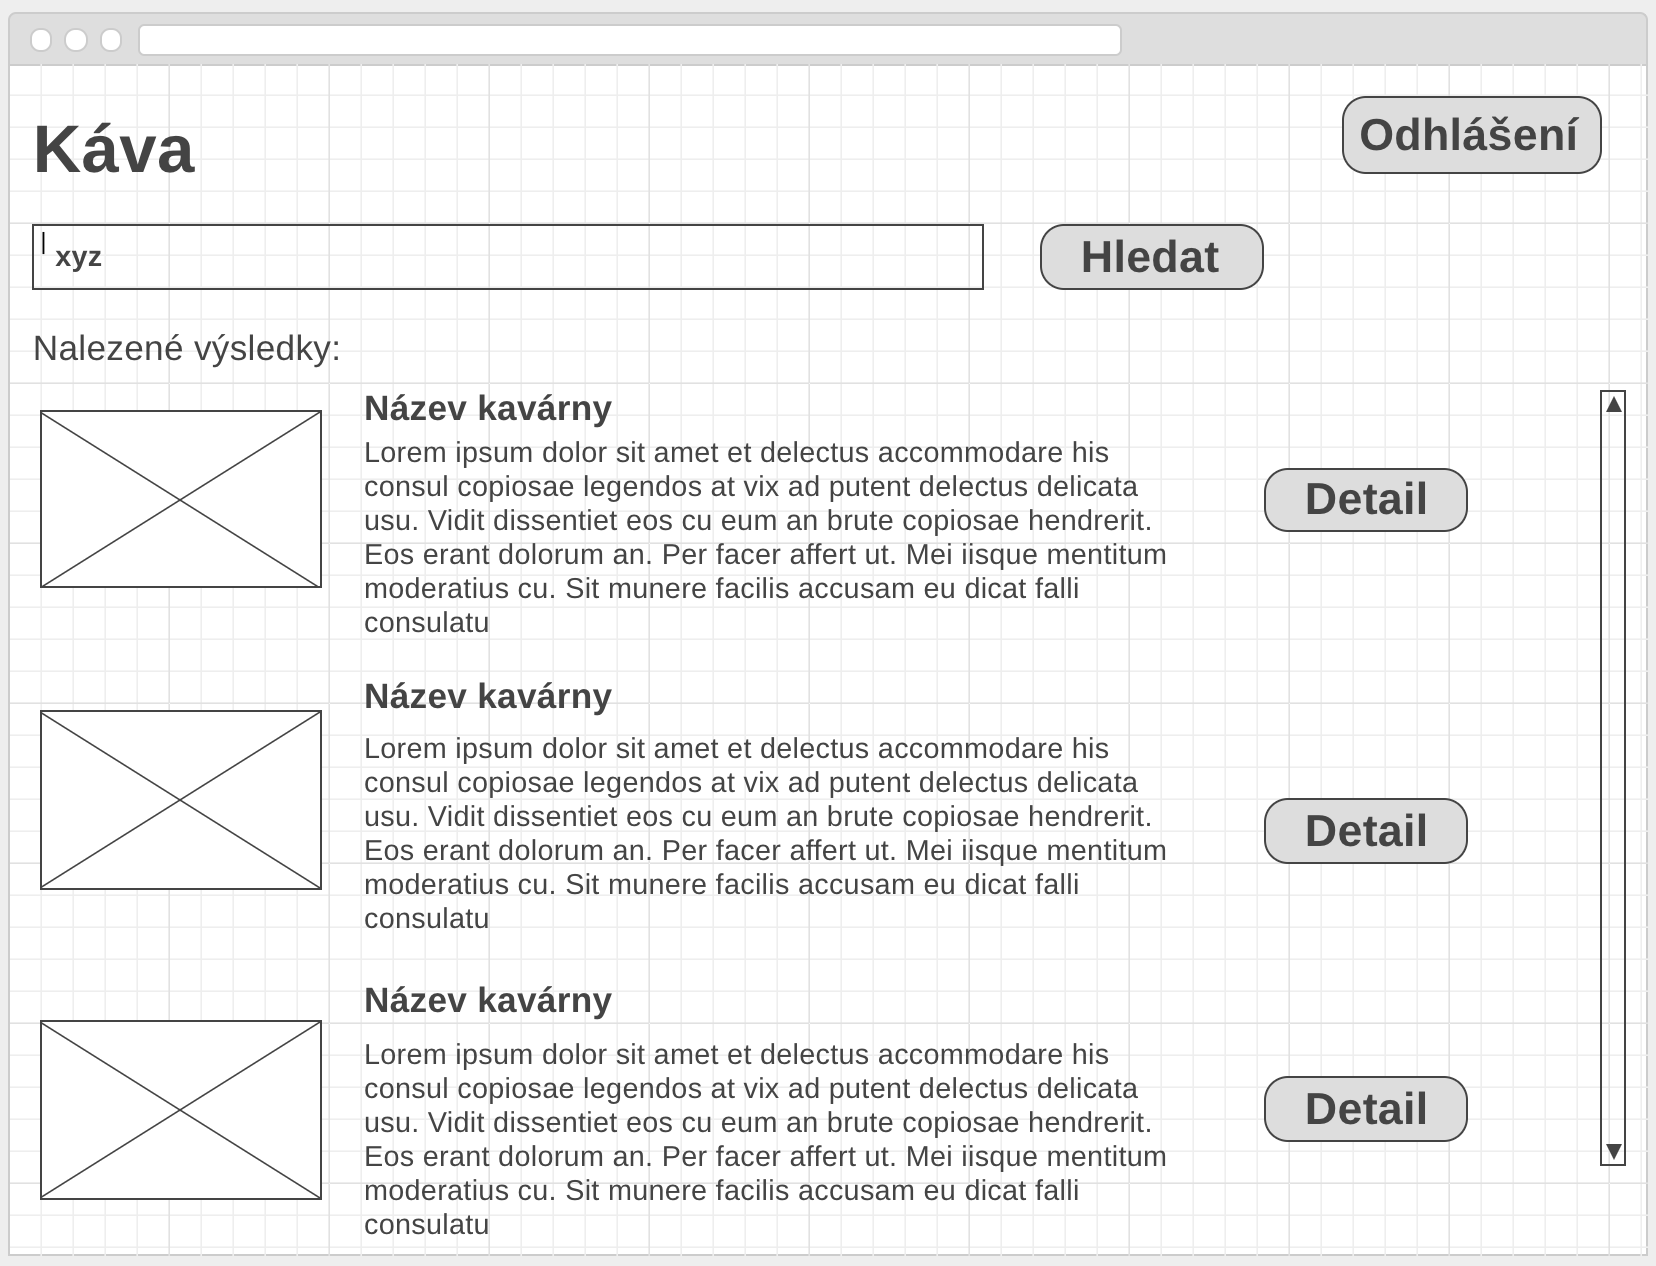 Káva
Odhlášení
xyz
Hledat
Nalezené výsledky:
Název kavárny
Lorem ipsum dolor sit amet et delectus accommodare his
consul copiosae legendos at vix ad putent delectus delicata
usu. Vidit dissentiet eos cu eum an brute copiosae hendrerit.
Eos erant dolorum an. Per facer affert ut. Mei iisque mentitum
moderatius cu. Sit munere facilis accusam eu dicat falli
consulatu
Detail
Název kavárny
Lorem ipsum dolor sit amet et delectus accommodare his
consul copiosae legendos at vix ad putent delectus delicata
usu. Vidit dissentiet eos cu eum an brute copiosae hendrerit.
Eos erant dolorum an. Per facer affert ut. Mei iisque mentitum
moderatius cu. Sit munere facilis accusam eu dicat falli
consulatu
Detail
Název kavárny
Lorem ipsum dolor sit amet et delectus accommodare his
consul copiosae legendos at vix ad putent delectus delicata
usu. Vidit dissentiet eos cu eum an brute copiosae hendrerit.
Eos erant dolorum an. Per facer affert ut. Mei iisque mentitum
moderatius cu. Sit munere facilis accusam eu dicat falli
consulatu
Detail